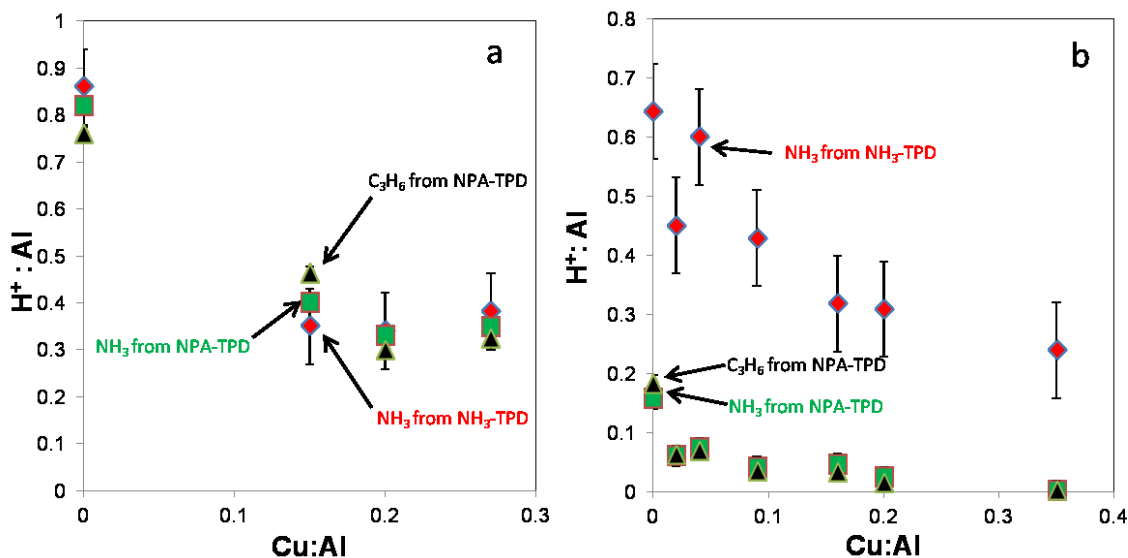 a
1
0.9
0.8
0.7
0.6
0.5
0.4
0.3
0.2
0.1
0
H⁺: Al
C₃H₆ from NPA-TPD
NH₃ from NPA-TPD
NH₃ from NH₃-TPD
0 0.1 0.2 0.3
Cu:Al
b
0.8
0.7
0.6
0.5
0.4
0.3
0.2
0.1
0
H⁺: Al
NH₃ from NH₃-TPD
C₃H₆ from NPA-TPD
NH₃ from NPA-TPD
0 0.1 0.2 0.3 0.4
Cu:Al